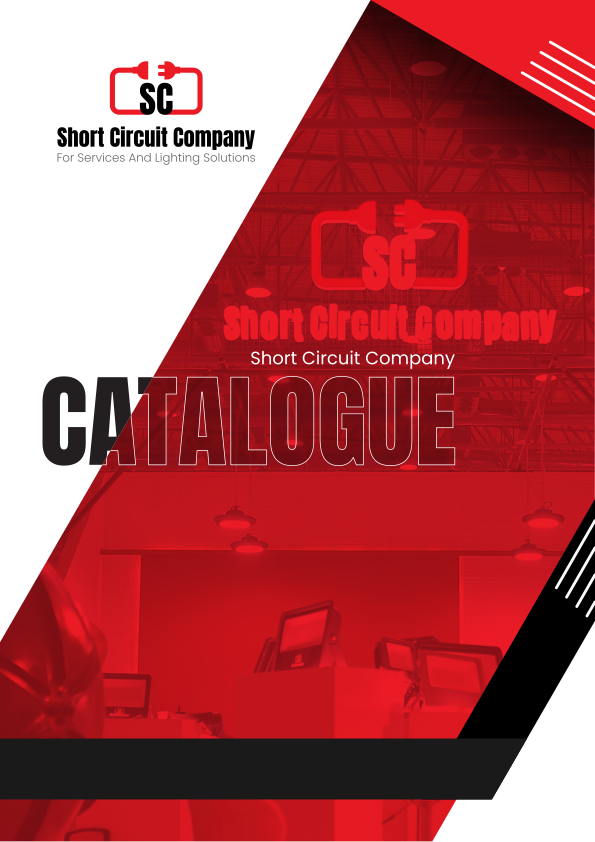 SC
Short Circuit Company
For Services And Lighting Solutions
SC
Short Circuit Company
Short Circuit Company
CATALOGUE